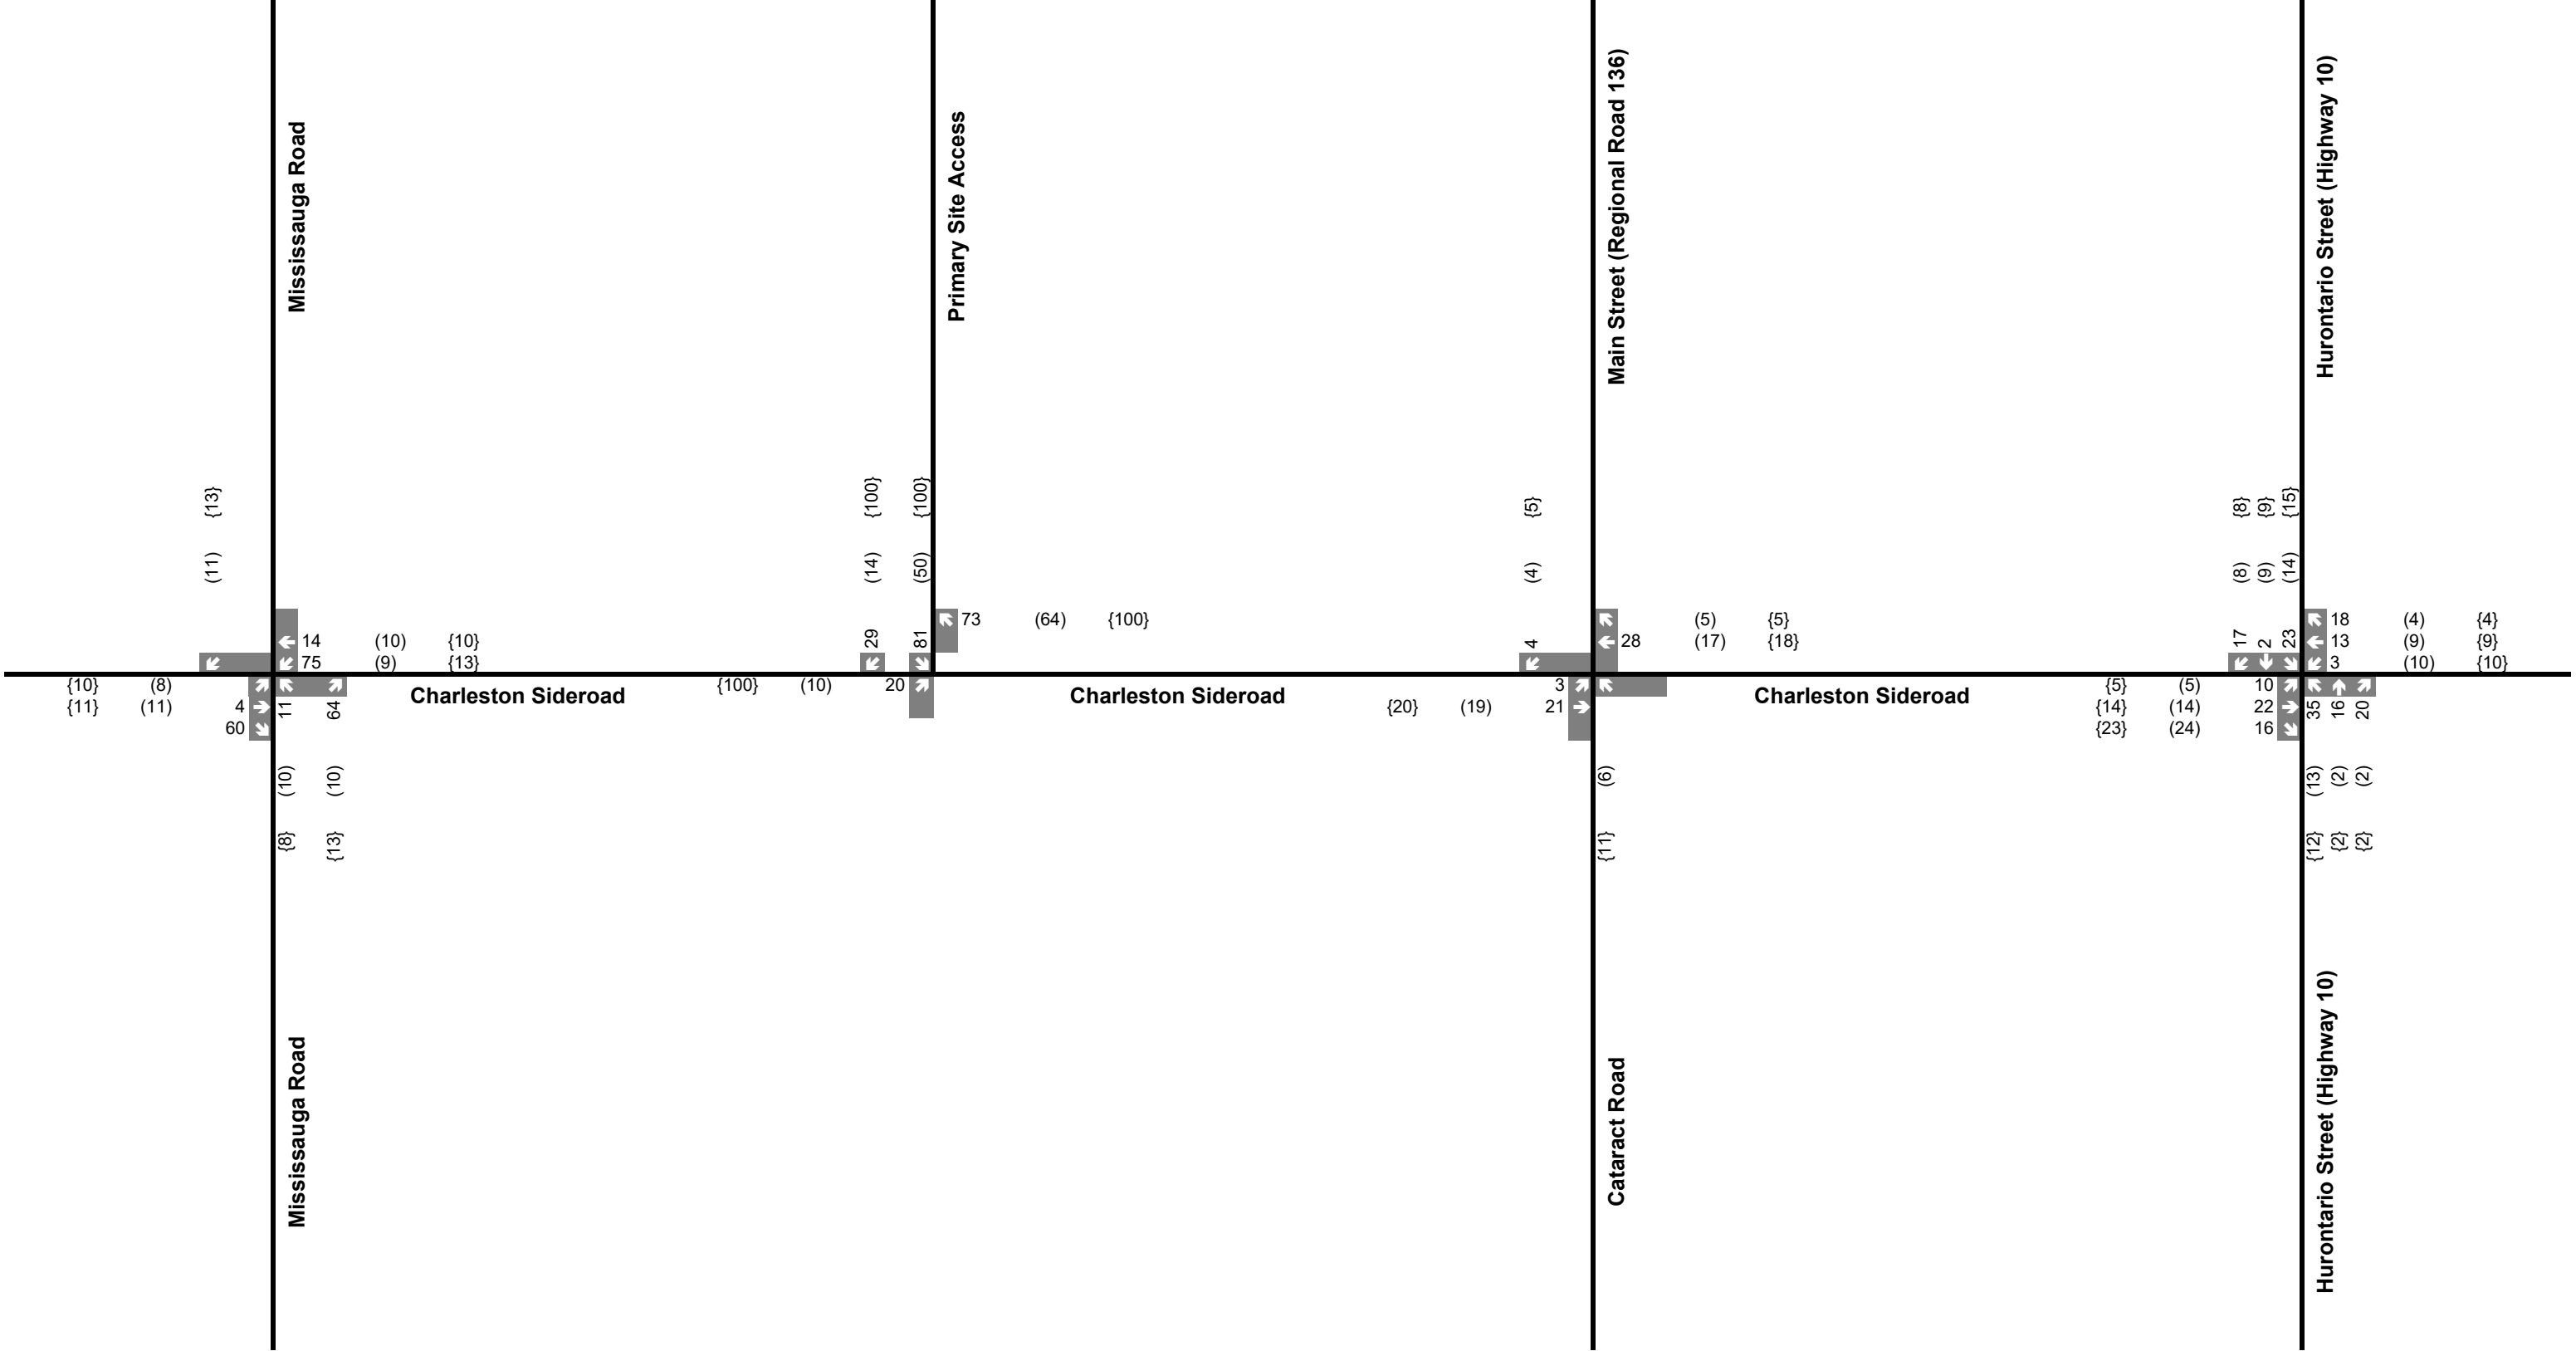 Mississauga Road
Primary Site Access
Main Street (Regional Road 136)
Hurontario Street (Highway 10)
{13}
(11)
14 (10) {10}
75 (9) {13}
{10} (8)
{11} (11) 4
60
11 64
(10) (10)
{8} {13}
Charleston Sideroad
{100} {100}
(14) (50)
29 81
73 (64) {100}
{100} (10) 20
Charleston Sideroad
{5}
(4)
4
(5) {5}
28 (17) {18}
3
{20} (19) 21
(6)
{11}
Charleston Sideroad
{8} {9} {15}
(8) (9) (14)
17 2 23
18 (4) {4}
13 (9) {9}
3 (10) {10}
{5} (5) 10
{14} (14) 22
{23} (24) 16
35 16 20
(13) (2) (2)
{12} {2} {2}
Mississauga Road
Cataract Road
Hurontario Street (Highway 10)